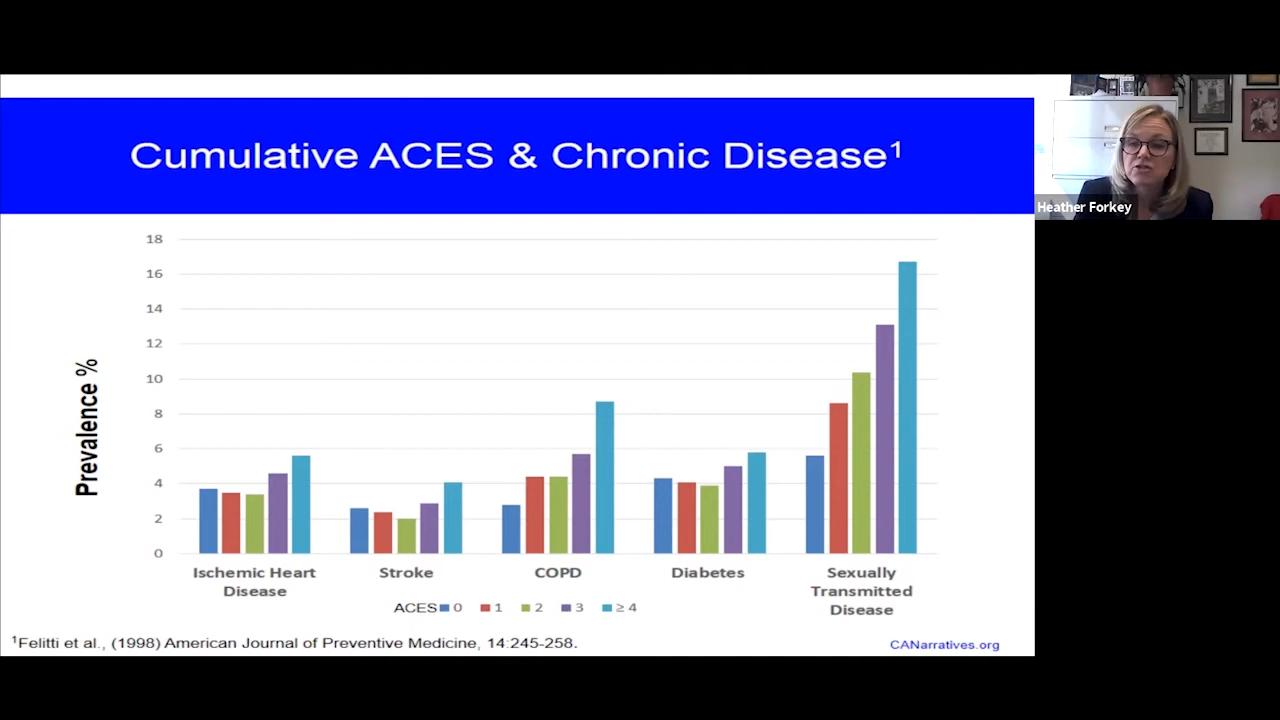 Cumulative ACES & Chronic Disease¹
Heather Forkey
Prevalence %
18
16
14
12
10
8
6
4
2
0
Ischemic Heart Disease
Stroke
COPD
Diabetes
Sexually Transmitted Disease
ACES 0 1 2 3 ≥ 4
¹Felitti et al., (1998) American Journal of Preventive Medicine, 14:245-258.
CANarratives.org